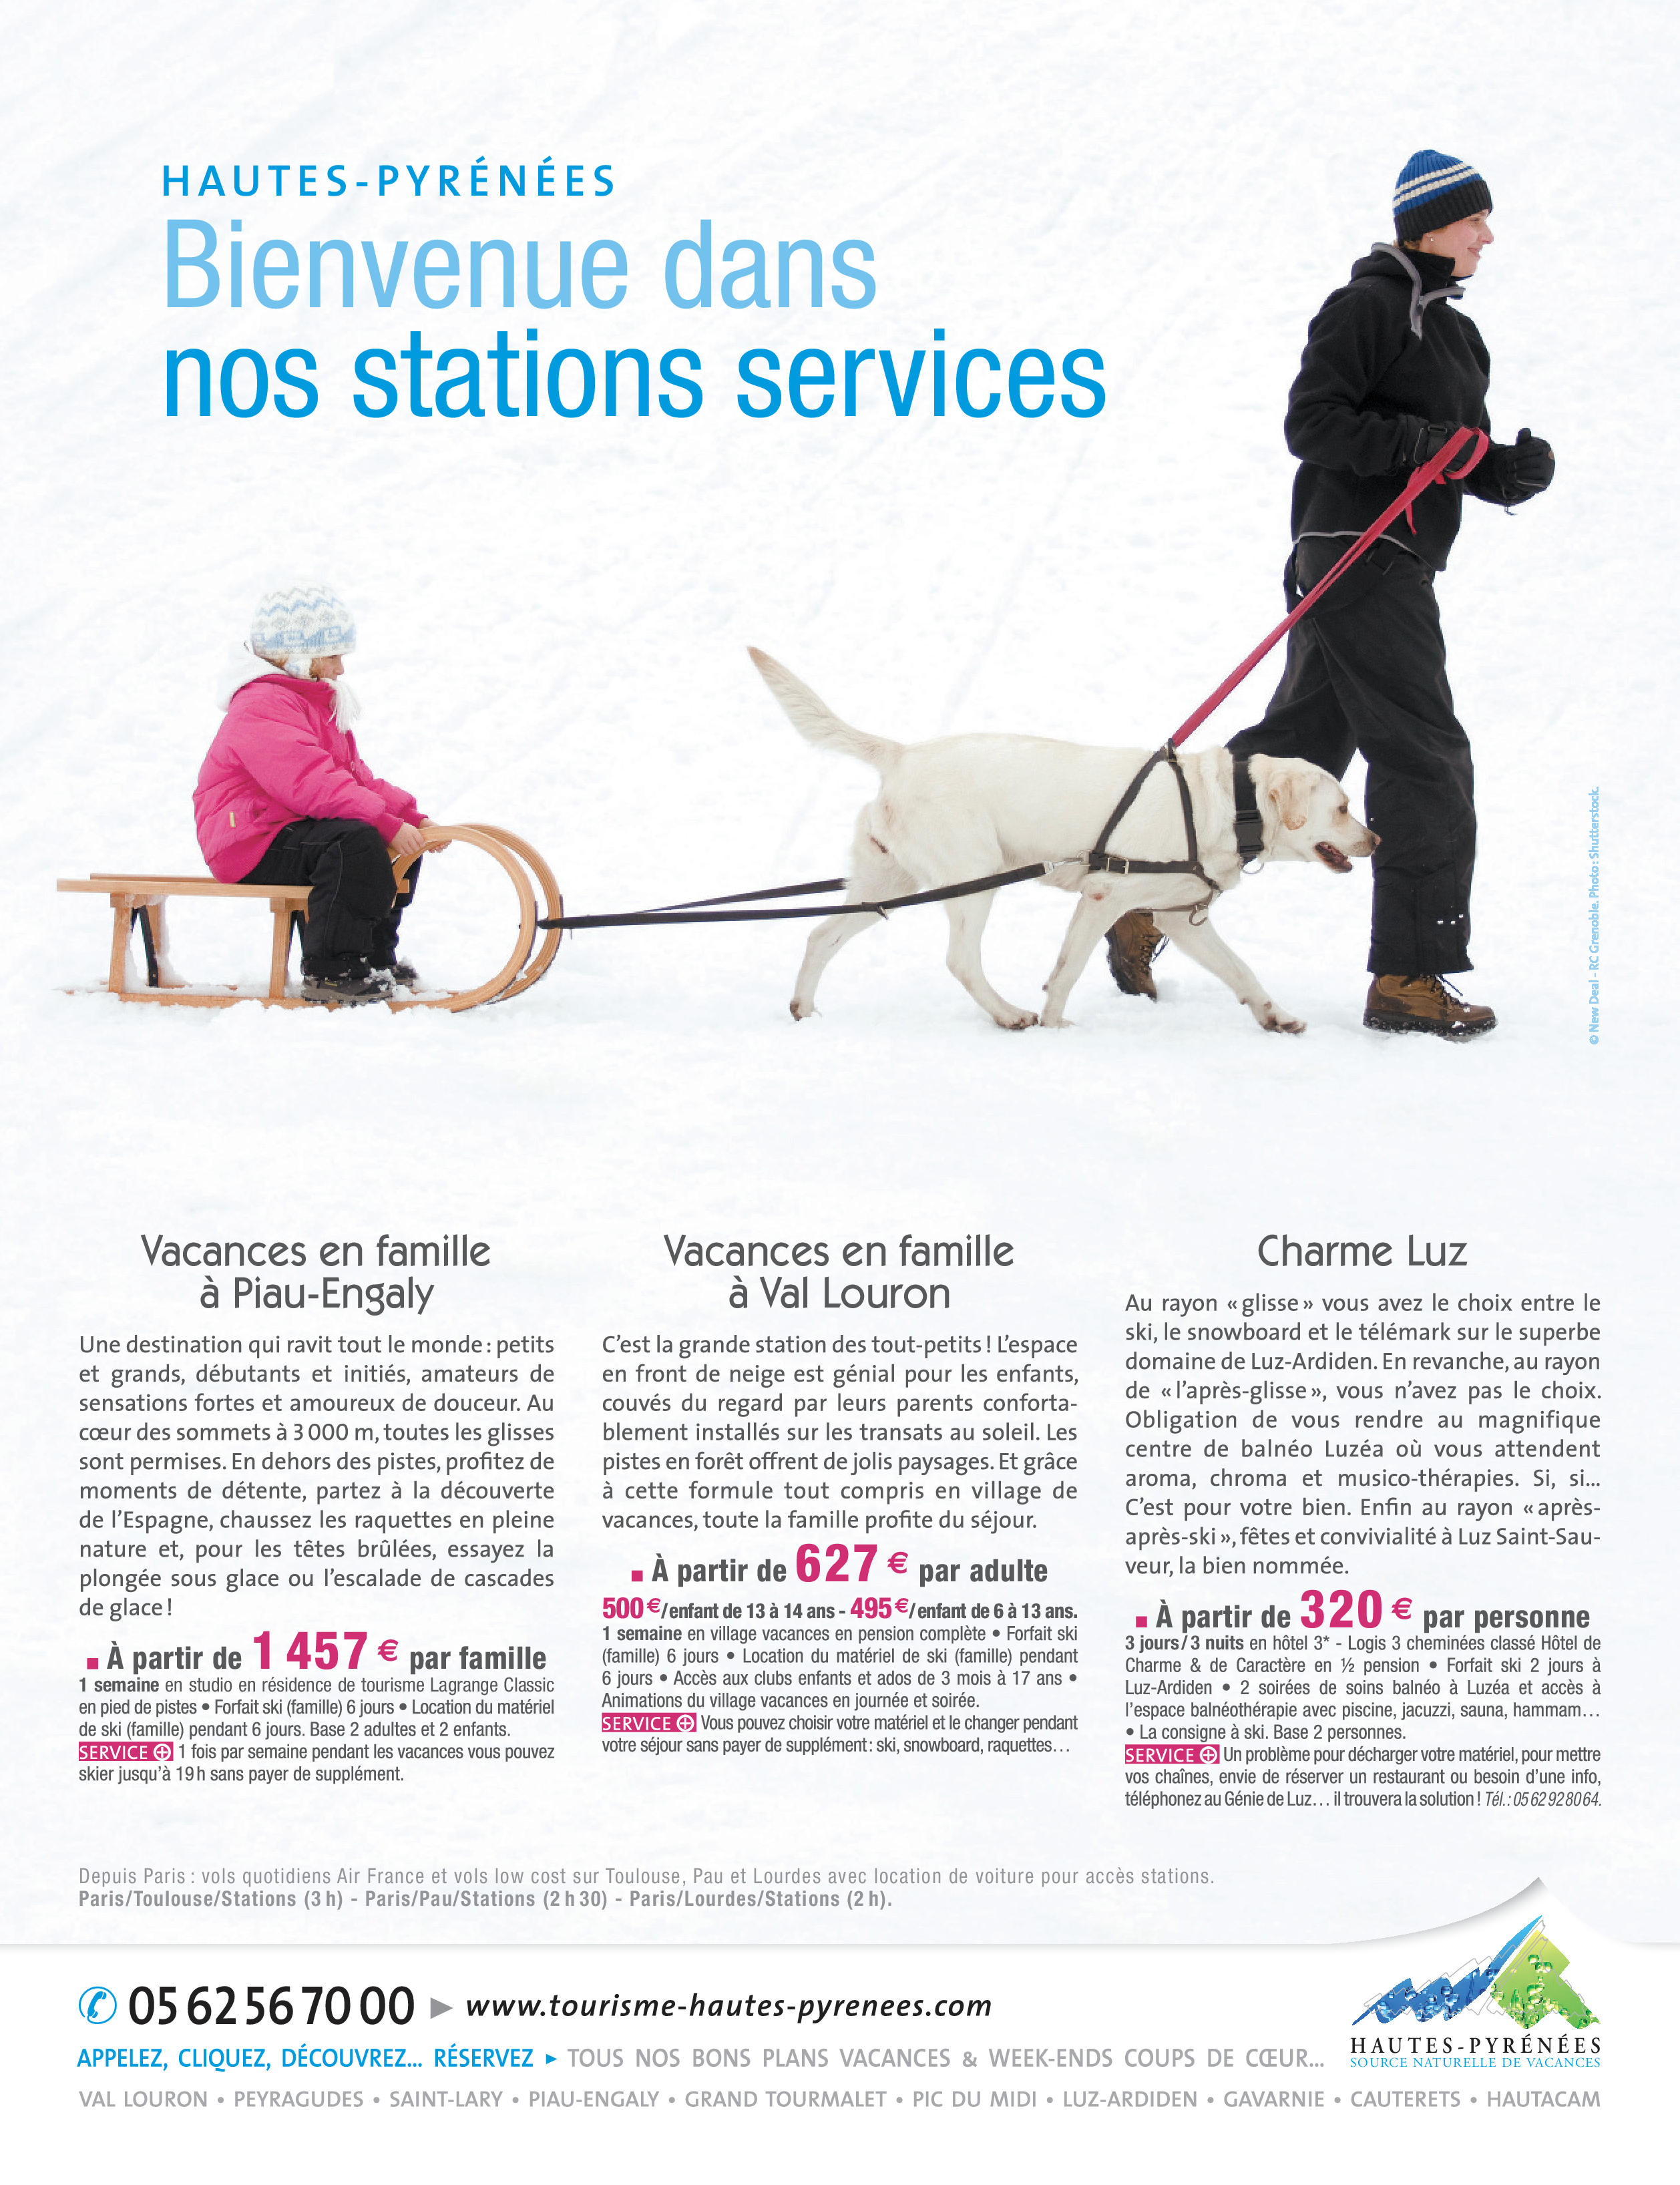 HAUTES-PYRÉNÉES
Bienvenue dans
nos stations services
© New Deal - RC Grenoble. Photo : Shutterstock.
Vacances en famille
à Piau-Engaly
Une destination qui ravit tout le monde : petits
et grands, débutants et initiés, amateurs de
sensations fortes et amoureux de douceur. Au
cœur des sommets à 3 000 m, toutes les glisses
sont permises. En dehors des pistes, profitez de
moments de détente, partez à la découverte
de l'Espagne, chaussez les raquettes en pleine
nature et, pour les têtes brûlées, essayez la
plongée sous glace ou l'escalade de cascades
de glace !
■ À partir de 1 457 € par famille
1 semaine en studio en résidence de tourisme Lagrange Classic
en pied de pistes • Forfait ski (famille) 6 jours • Location du matériel
de ski (famille) pendant 6 jours. Base 2 adultes et 2 enfants.
SERVICE ⊕ 1 fois par semaine pendant les vacances vous pouvez
skier jusqu'à 19 h sans payer de supplément.
Vacances en famille
à Val Louron
C'est la grande station des tout-petits ! L'espace
en front de neige est génial pour les enfants,
couvés du regard par leurs parents conforta-
blement installés sur les transats au soleil. Les
pistes en forêt offrent de jolis paysages. Et grâce
à cette formule tout compris en village de
vacances, toute la famille profite du séjour.
■ À partir de 627 € par adulte
500 €/enfant de 13 à 14 ans - 495 €/enfant de 6 à 13 ans.
1 semaine en village vacances en pension complète • Forfait ski
(famille) 6 jours • Location du matériel de ski (famille) pendant
6 jours • Accès aux clubs enfants et ados de 3 mois à 17 ans •
Animations du village vacances en journée et soirée.
SERVICE ⊕ Vous pouvez choisir votre matériel et le changer pendant
votre séjour sans payer de supplément : ski, snowboard, raquettes…
Charme Luz
Au rayon « glisse » vous avez le choix entre le
ski, le snowboard et le télémark sur le superbe
domaine de Luz-Ardiden. En revanche, au rayon
de « l'après-glisse », vous n'avez pas le choix.
Obligation de vous rendre au magnifique
centre de balnéo Luzéa où vous attendent
aroma, chroma et musico-thérapies. Si, si...
C'est pour votre bien. Enfin au rayon « après-
après-ski », fêtes et convivialité à Luz Saint-Sau-
veur, la bien nommée.
■ À partir de 320 € par personne
3 jours / 3 nuits en hôtel 3* - Logis 3 cheminées classé Hôtel de
Charme & de Caractère en ½ pension • Forfait ski 2 jours à
Luz-Ardiden • 2 soirées de soins balnéo à Luzéa et accès à
l'espace balnéothérapie avec piscine, jacuzzi, sauna, hammam…
• La consigne à ski. Base 2 personnes.
SERVICE ⊕ Un problème pour décharger votre matériel, pour mettre
vos chaînes, envie de réserver un restaurant ou besoin d'une info,
téléphonez au Génie de Luz… il trouvera la solution ! Tél. : 05 62 92 80 64.
Depuis Paris : vols quotidiens Air France et vols low cost sur Toulouse, Pau et Lourdes avec location de voiture pour accès stations.
Paris/Toulouse/Stations (3 h) - Paris/Pau/Stations (2 h 30) - Paris/Lourdes/Stations (2 h).
✆ 05 62 56 70 00 ► www.tourisme-hautes-pyrenees.com
APPELEZ, CLIQUEZ, DÉCOUVREZ... RÉSERVEZ ► TOUS NOS BONS PLANS VACANCES & WEEK-ENDS COUPS DE CŒUR...
HAUTES-PYRÉNÉES
SOURCE NATURELLE DE VACANCES
VAL LOURON • PEYRAGUDES • SAINT-LARY • PIAU-ENGALY • GRAND TOURMALET • PIC DU MIDI • LUZ-ARDIDEN • GAVARNIE • CAUTERETS • HAUTACAM